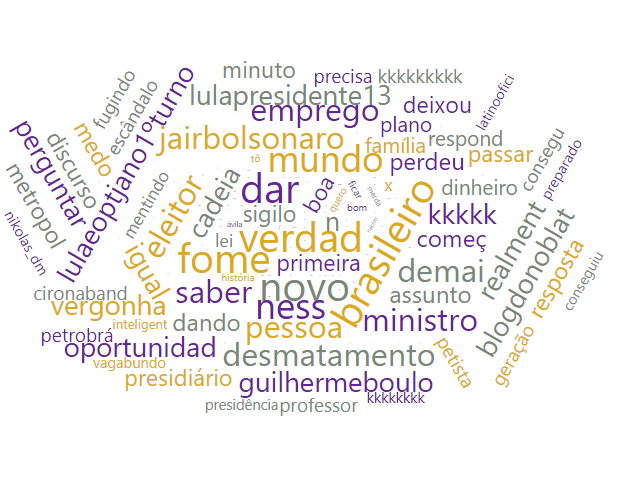 minuto
precisa
kkkkkkkkk
lulapresidente13
emprego
deixou
latinoofici
fugindo
escândalo
1ºturno
plano
jairbolsonaro
família
respond
medo
discurso
perguntar
metropol
nikolas_dm
lulaeoptjano
mentindo
eleitor
cadeia
mundo
perdeu
passar
consegu
preparado
tô
dar
boa
quero
ficar
merda
x
dinheiro
sigilo
n
bom
kkkkk
ávila
lei
verdad
começ
brasileiro
realment
blogdonoblat
igual
fome
primeira
demai
resposta
conseguiu
história
cironaband
vergonha
saber
novo
ness
assunto
petrobrá
inteligent
dando
pessoa
ministro
oportunidad
desmatamento
petista
geração
vagabundo
presidiário
guilhermeboulo
presidência
professor
kkkkkkkk